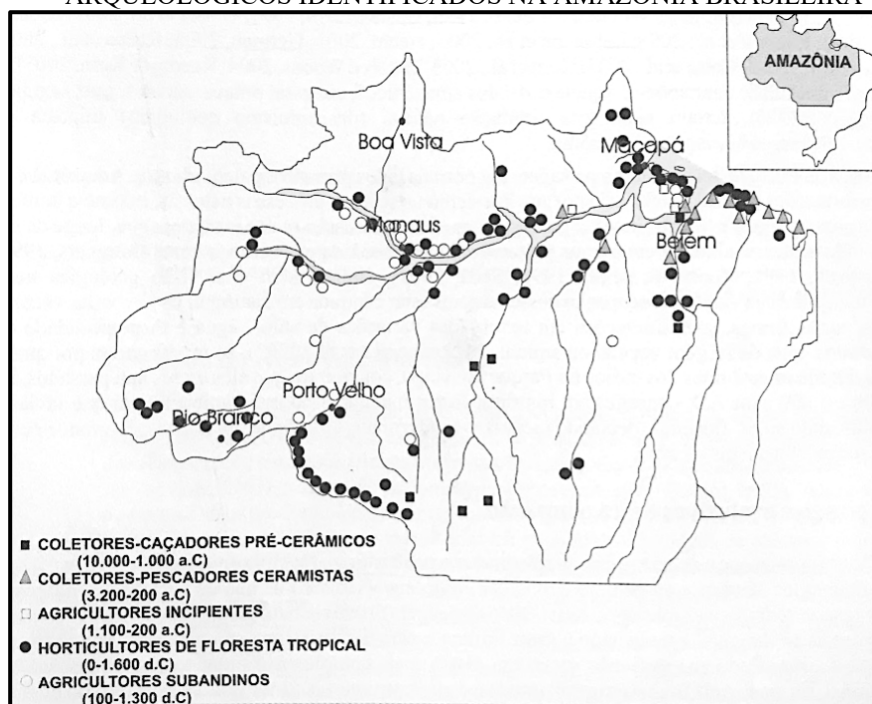 ARQUEOLÓGICOS IDENTIFICADOS NA AMAZÔNIA BRASILEIRA
AMAZÔNIA
Boa Vista
Macapá
Manaus
Belém
Porto Velho
Rio Branco
COLETORES-CAÇADORES PRÉ-CERÂMICOS
(10.000-1.000 a.C)
COLETORES-PESCADORES CERAMISTAS
(3.200-200 a.C)
AGRICULTORES INCIPIENTES
(1.100-200 a.C)
HORTICULTORES DE FLORESTA TROPICAL
(0-1.600 d.C)
AGRICULTORES SUBANDINOS
(100-1.300 d.C)